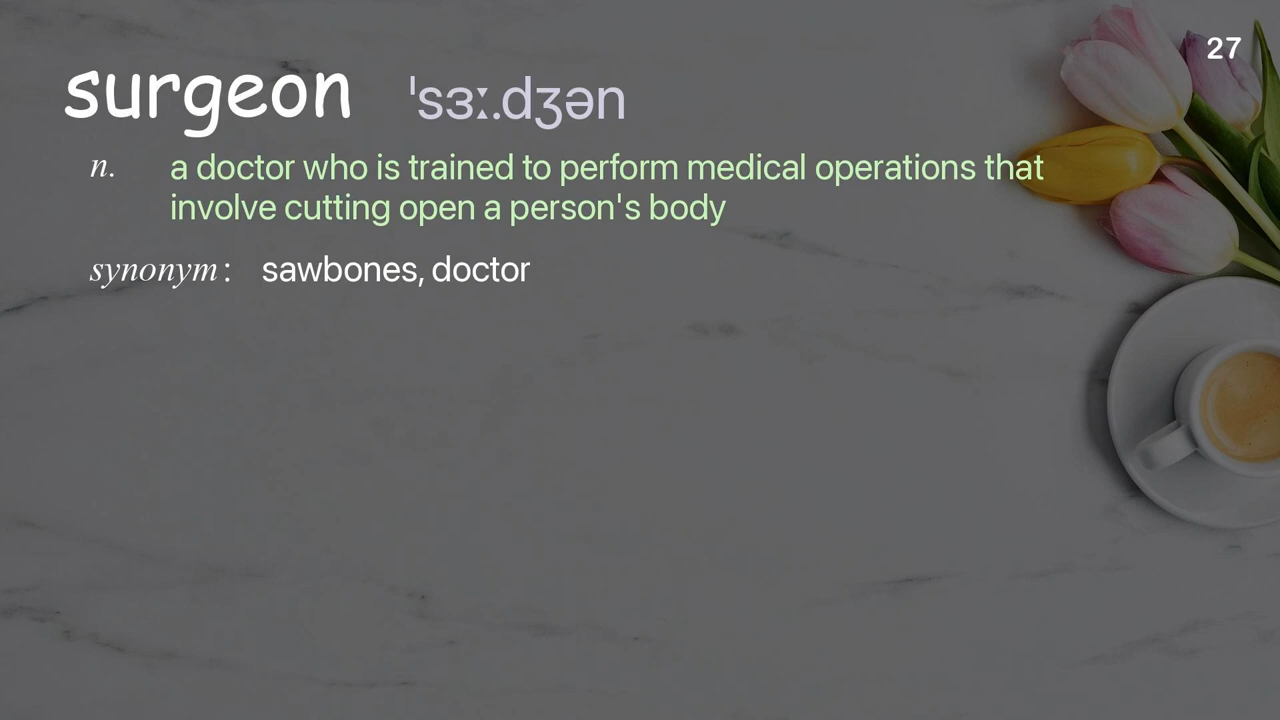 27
surgeon ˈsɜː.dʒən
n. a doctor who is trained to perform medical operations that
involve cutting open a person's body
synonym: sawbones, doctor